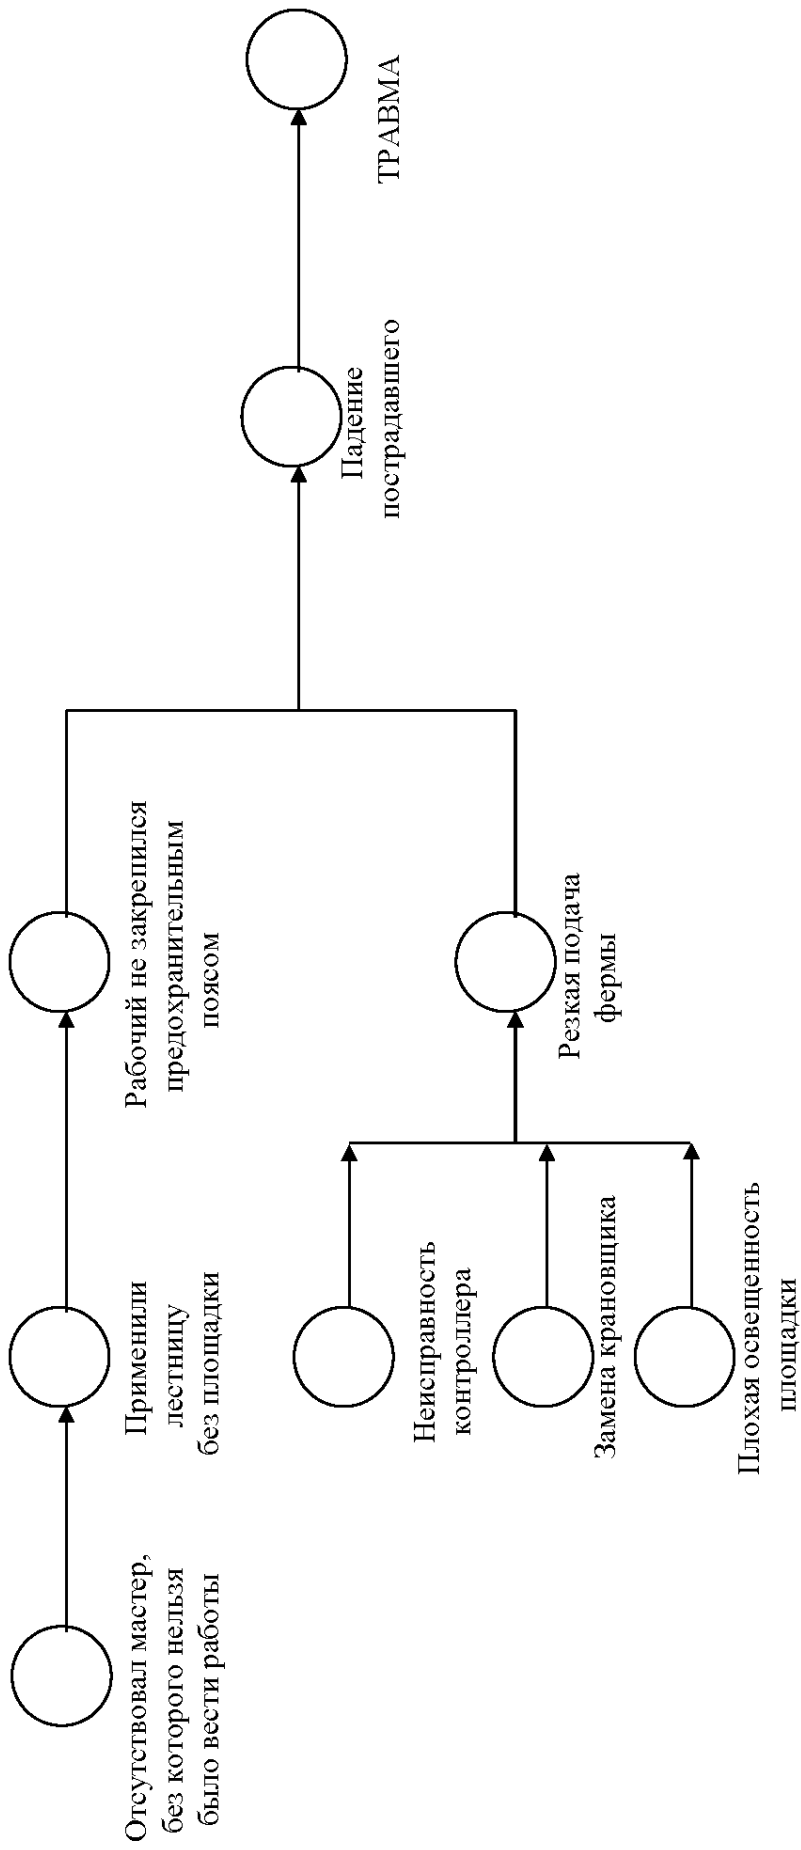 Отсутствовал мастер,
без которого нельзя
было вести работы
Применили
лестницу
без площадки
Рабочий не закрепился
предохранительным
поясом
Неисправность
контроллера
Замена крановщика
Плохая освещенность
площадки
Резкая подача
фермы
Падение
пострадавшего
ТРАВМА